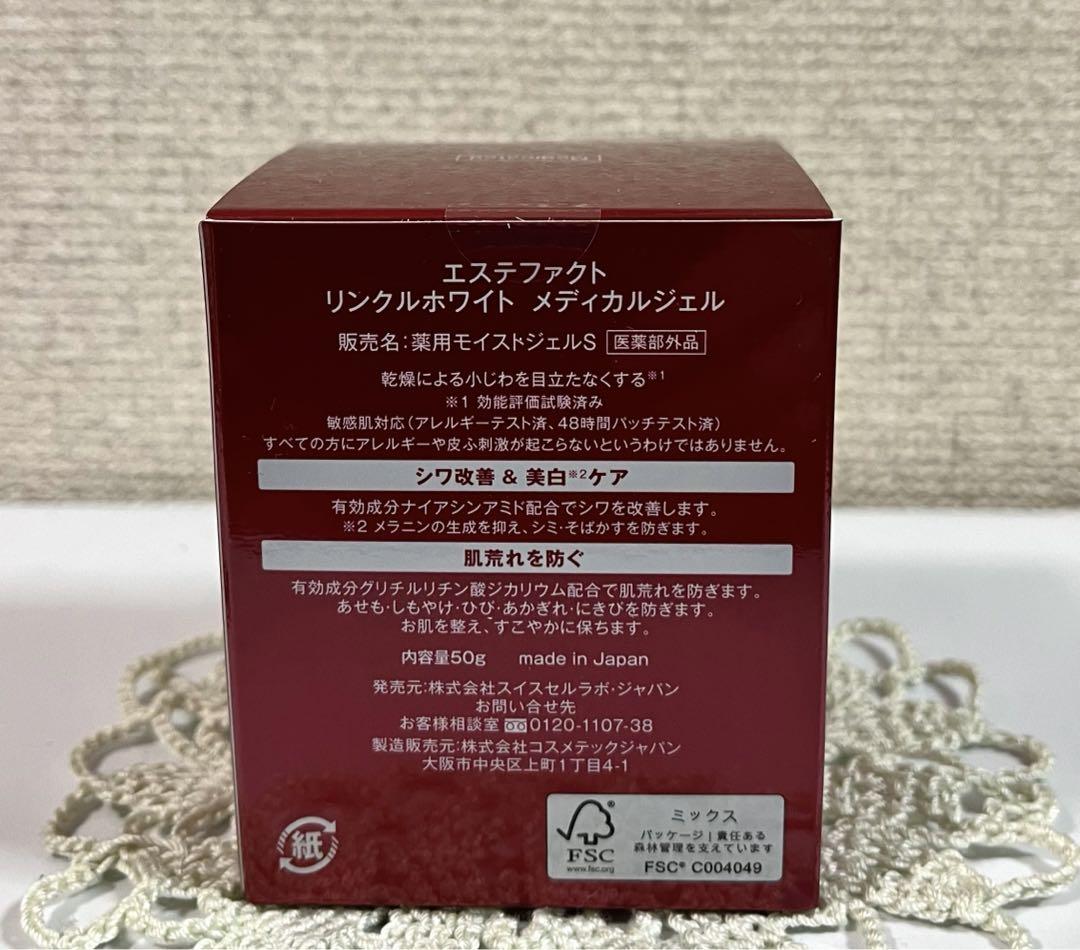 エステファクト
リンクルホワイト メディカルジェル
販売名:薬用モイストジェルS 医薬部外品
乾燥による小じわを目立たなくする※1
※1 効能評価試験済み
敏感肌対応(アレルギーテスト済、48時間パッチテスト済)
すべての方にアレルギーや皮ふ刺激が起こらないというわけではありません。
シワ改善 & 美白※2ケア
有効成分ナイアシンアミド配合でシワを改善します。
※2 メラニンの生成を抑え、シミ・そばかすを防ぎます。
肌荒れを防ぐ
有効成分グリチルリチン酸ジカリウム配合で肌荒れを防ぎます。
あせも・しもやけ・ひび・あかぎれ・にきびを防ぎます。
お肌を整え、すこやかに保ちます。
内容量50g made in Japan
発売元:株式会社スイスセルラボ・ジャパン
お問い合せ先
お客様相談室 0120-1107-38
製造販売元:株式会社コスメテックジャパン
大阪市中央区上町1丁目4-1
紙
FSC®
www.fsc.org
ミックス
パッケージ|責任ある
森林管理を支えています
FSC® C004049